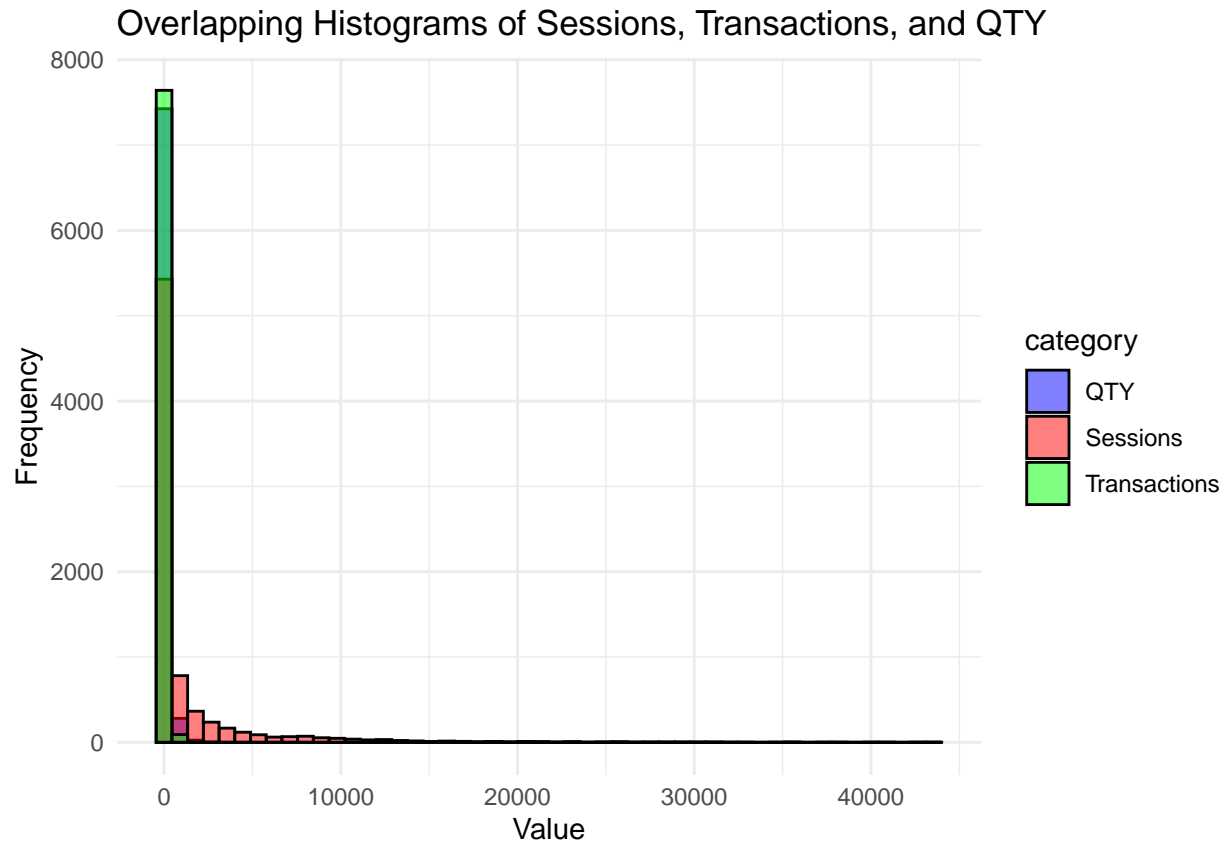 Overlapping Histograms of Sessions, Transactions, and QTY
8000
6000
4000
2000
0
Frequency
0 10000 20000 30000 40000
Value
category
QTY
Sessions
Transactions